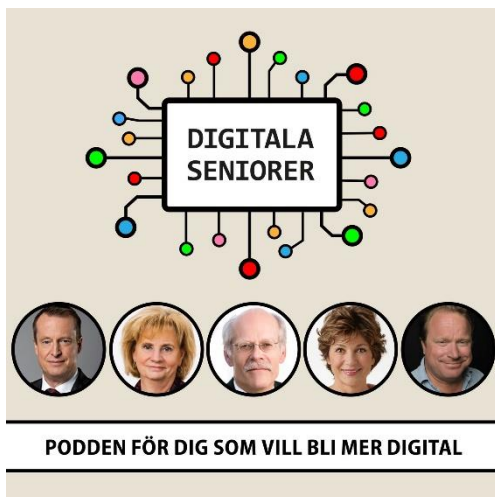 DIGITALA
SENIORER
PODDEN FÖR DIG SOM VILL BLI MER DIGITAL